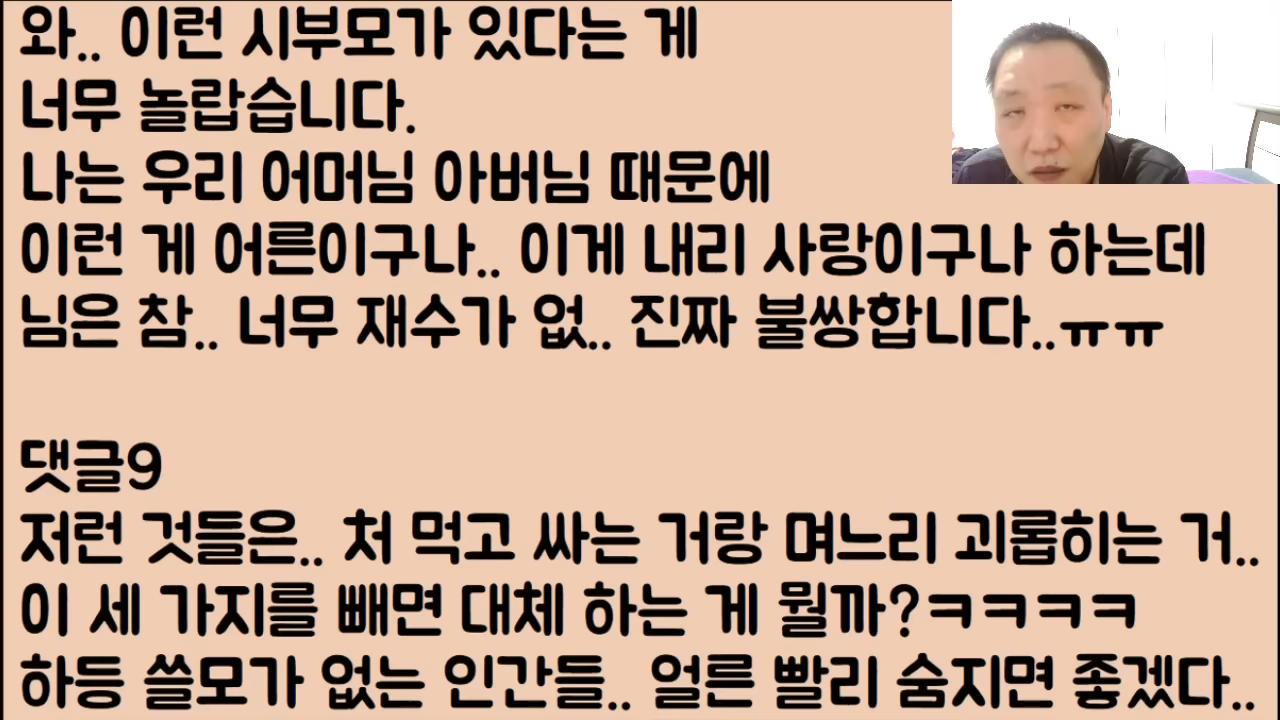 와.. 이런 시부모가 있다는 게
너무 놀랍습니다.
나는 우리 어머님 아버님 때문에
이런 게 어른이구나.. 이게 내리 사랑이구나 하는데
님은 참.. 너무 재수가 없.. 진짜 불쌍합니다..ㅠㅠ
댓글9
저런 것들은.. 처 먹고 싸는 거랑 며느리 괴롭히는 거..
이 세 가지를 빼면 대체 하는 게 뭘까?ㅋㅋㅋㅋ
하등 쓸모가 없는 인간들.. 얼른 빨리 숨지면 좋겠다..